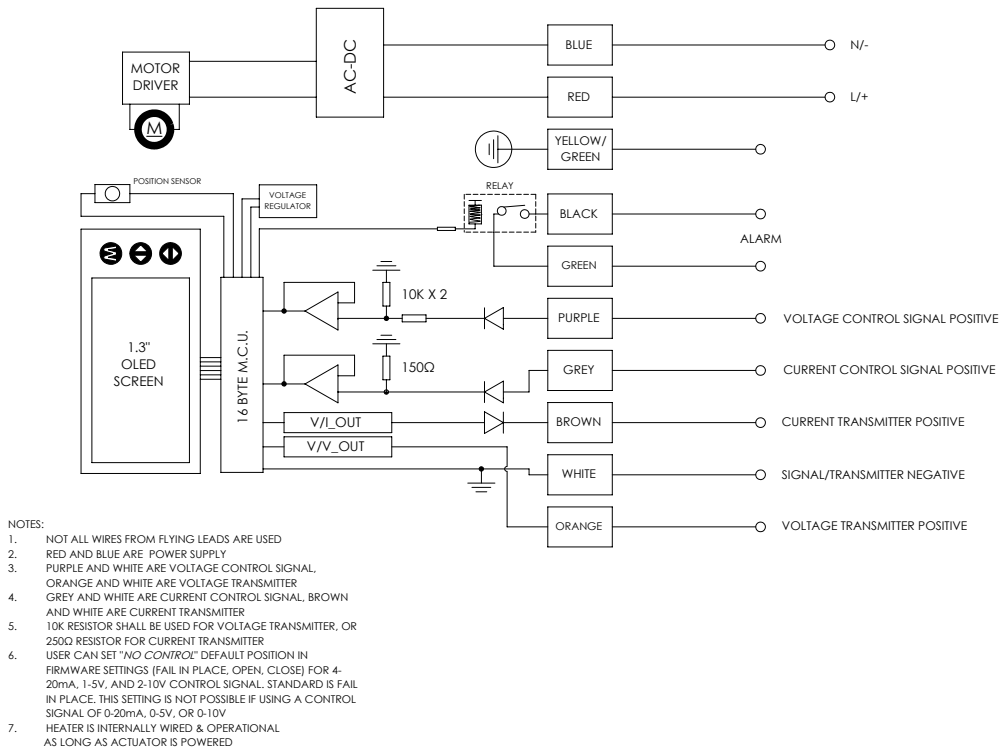 BLUE
N/-
AC-DC
MOTOR
DRIVER
RED
L/+
M
YELLOW/
GREEN
POSITION SENSOR
VOLTAGE
REGULATOR
RELAY
BLACK
ALARM
GREEN
M
10K X 2
PURPLE
VOLTAGE CONTROL SIGNAL POSITIVE
1.3"
OLED
SCREEN
16 BYTE M.C.U.
150Ω
GREY
CURRENT CONTROL SIGNAL POSITIVE
V/I_OUT
BROWN
CURRENT TRANSMITTER POSITIVE
V/V_OUT
WHITE
SIGNAL/TRANSMITTER NEGATIVE
ORANGE
VOLTAGE TRANSMITTER POSITIVE
NOTES:
1. NOT ALL WIRES FROM FLYING LEADS ARE USED
2. RED AND BLUE ARE POWER SUPPLY
3. PURPLE AND WHITE ARE VOLTAGE CONTROL SIGNAL,
ORANGE AND WHITE ARE VOLTAGE TRANSMITTER
4. GREY AND WHITE ARE CURRENT CONTROL SIGNAL, BROWN
AND WHITE ARE CURRENT TRANSMITTER
5. 10K RESISTOR SHALL BE USED FOR VOLTAGE TRANSMITTER, OR
250Ω RESISTOR FOR CURRENT TRANSMITTER
6. USER CAN SET "NO CONTROL" DEFAULT POSITION IN
FIRMWARE SETTINGS (FAIL IN PLACE, OPEN, CLOSE) FOR 4-
20mA, 1-5V, AND 2-10V CONTROL SIGNAL. STANDARD IS FAIL
IN PLACE. THIS SETTING IS NOT POSSIBLE IF USING A CONTROL
SIGNAL OF 0-20mA, 0-5V, OR 0-10V
7. HEATER IS INTERNALLY WIRED & OPERATIONAL
AS LONG AS ACTUATOR IS POWERED